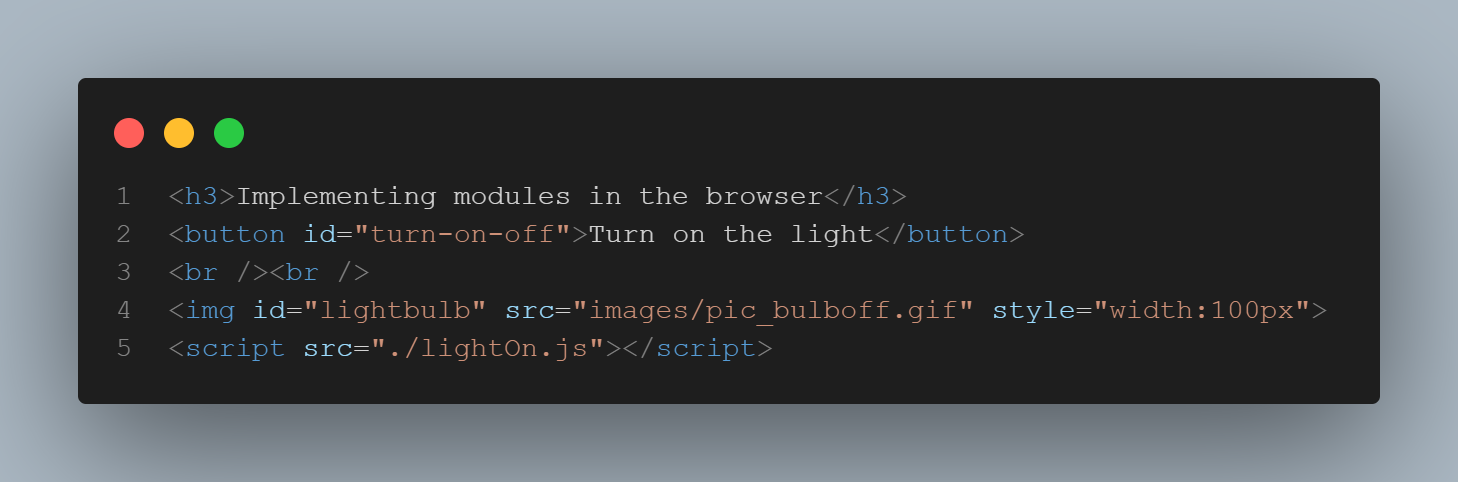 1 <h3>Implementing modules in the browser</h3>
2 <button id="turn-on-off">Turn on the light</button>
3 <br /><br />
4 <img id="lightbulb" src="images/pic_bulboff.gif" style="width:100px">
5 <script src="./lightOn.js"></script>